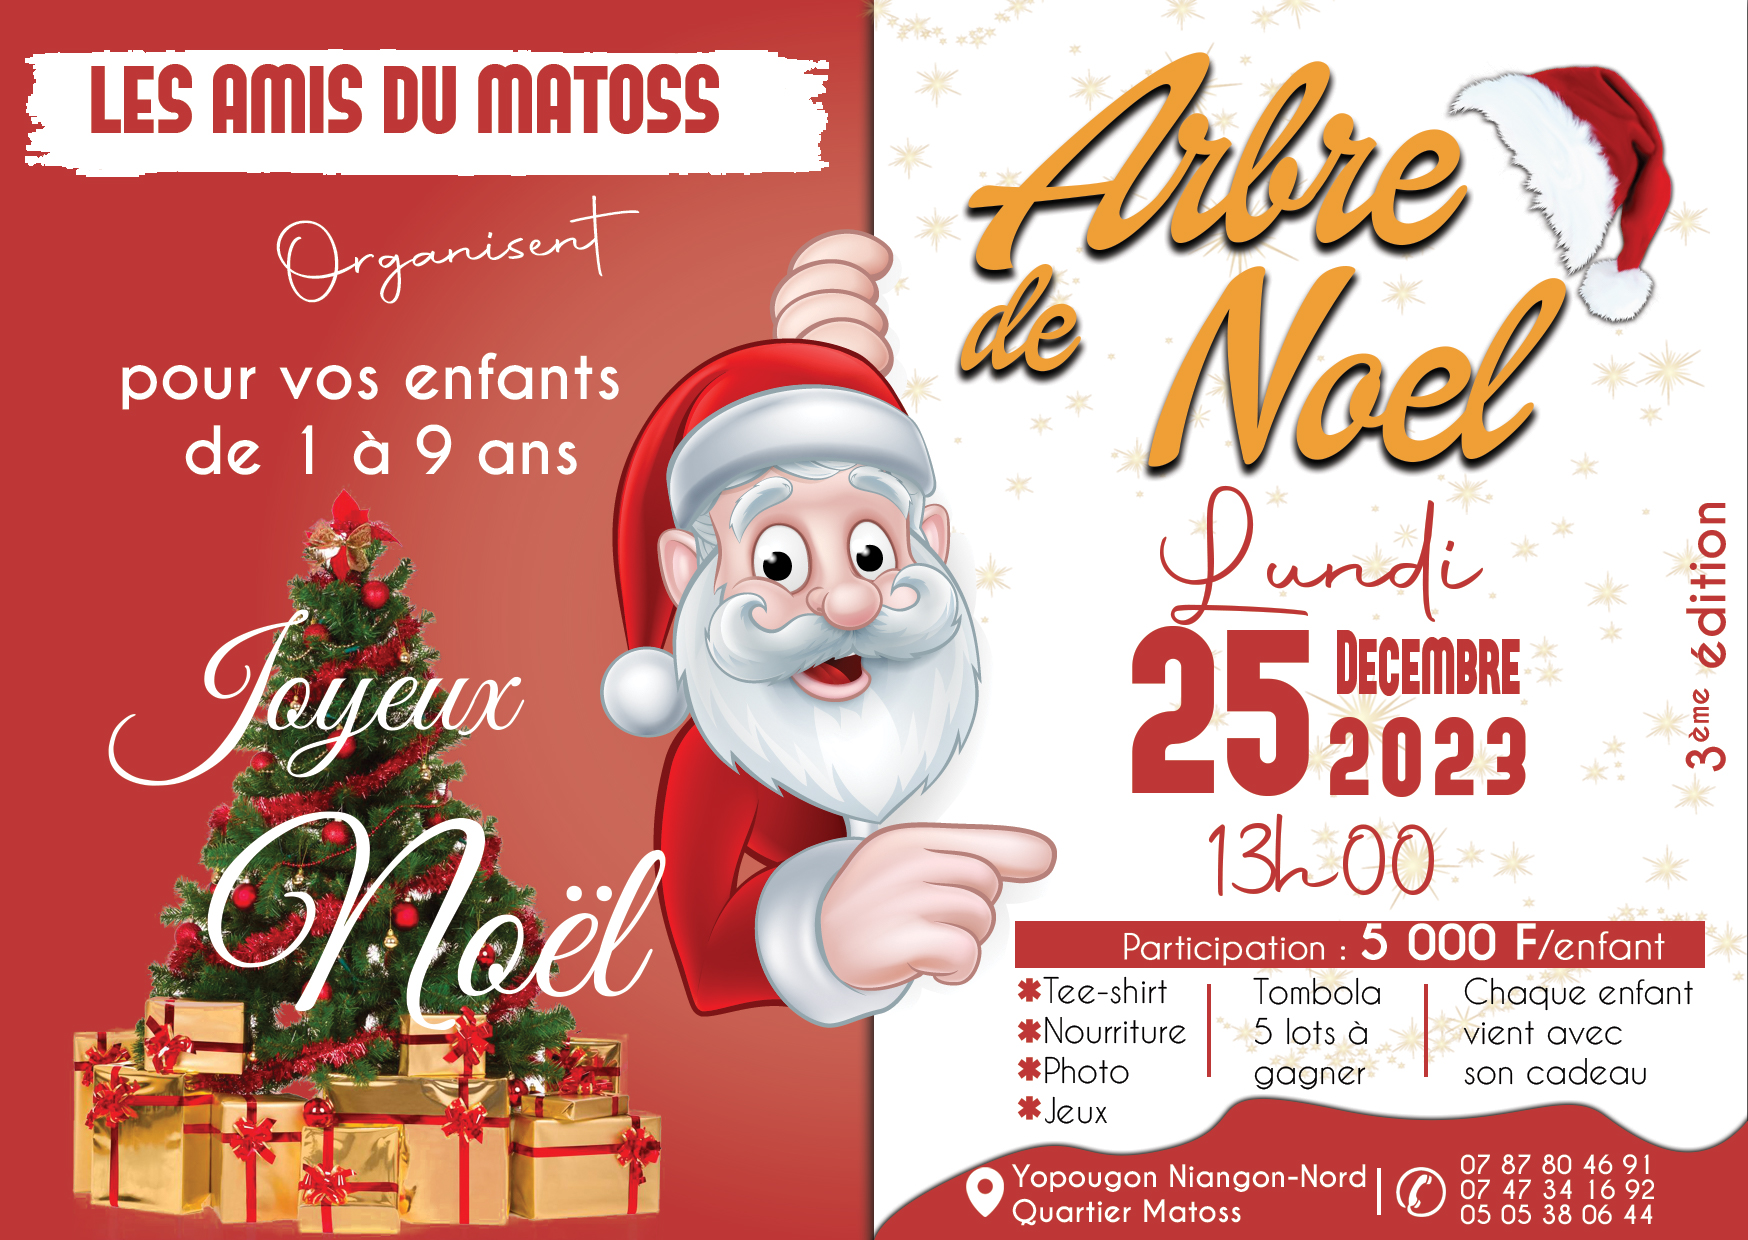 LES AMIS DU MATOSS
Organisent
pour vos enfants
de 1 à 9 ans
Joyeux
Noël
Arbre
de Noel
Lundi
25 DECEMBRE
2023
13h00
3ème édition
Participation : 5 000 F/enfant
Tee-shirt
Nourriture
Photo
Jeux
Tombola
5 lots à
gagner
Chaque enfant
vient avec
son cadeau
Yopougon Niangon-Nord
Quartier Matoss
07 87 80 46 91
07 47 34 16 92
05 05 38 06 44